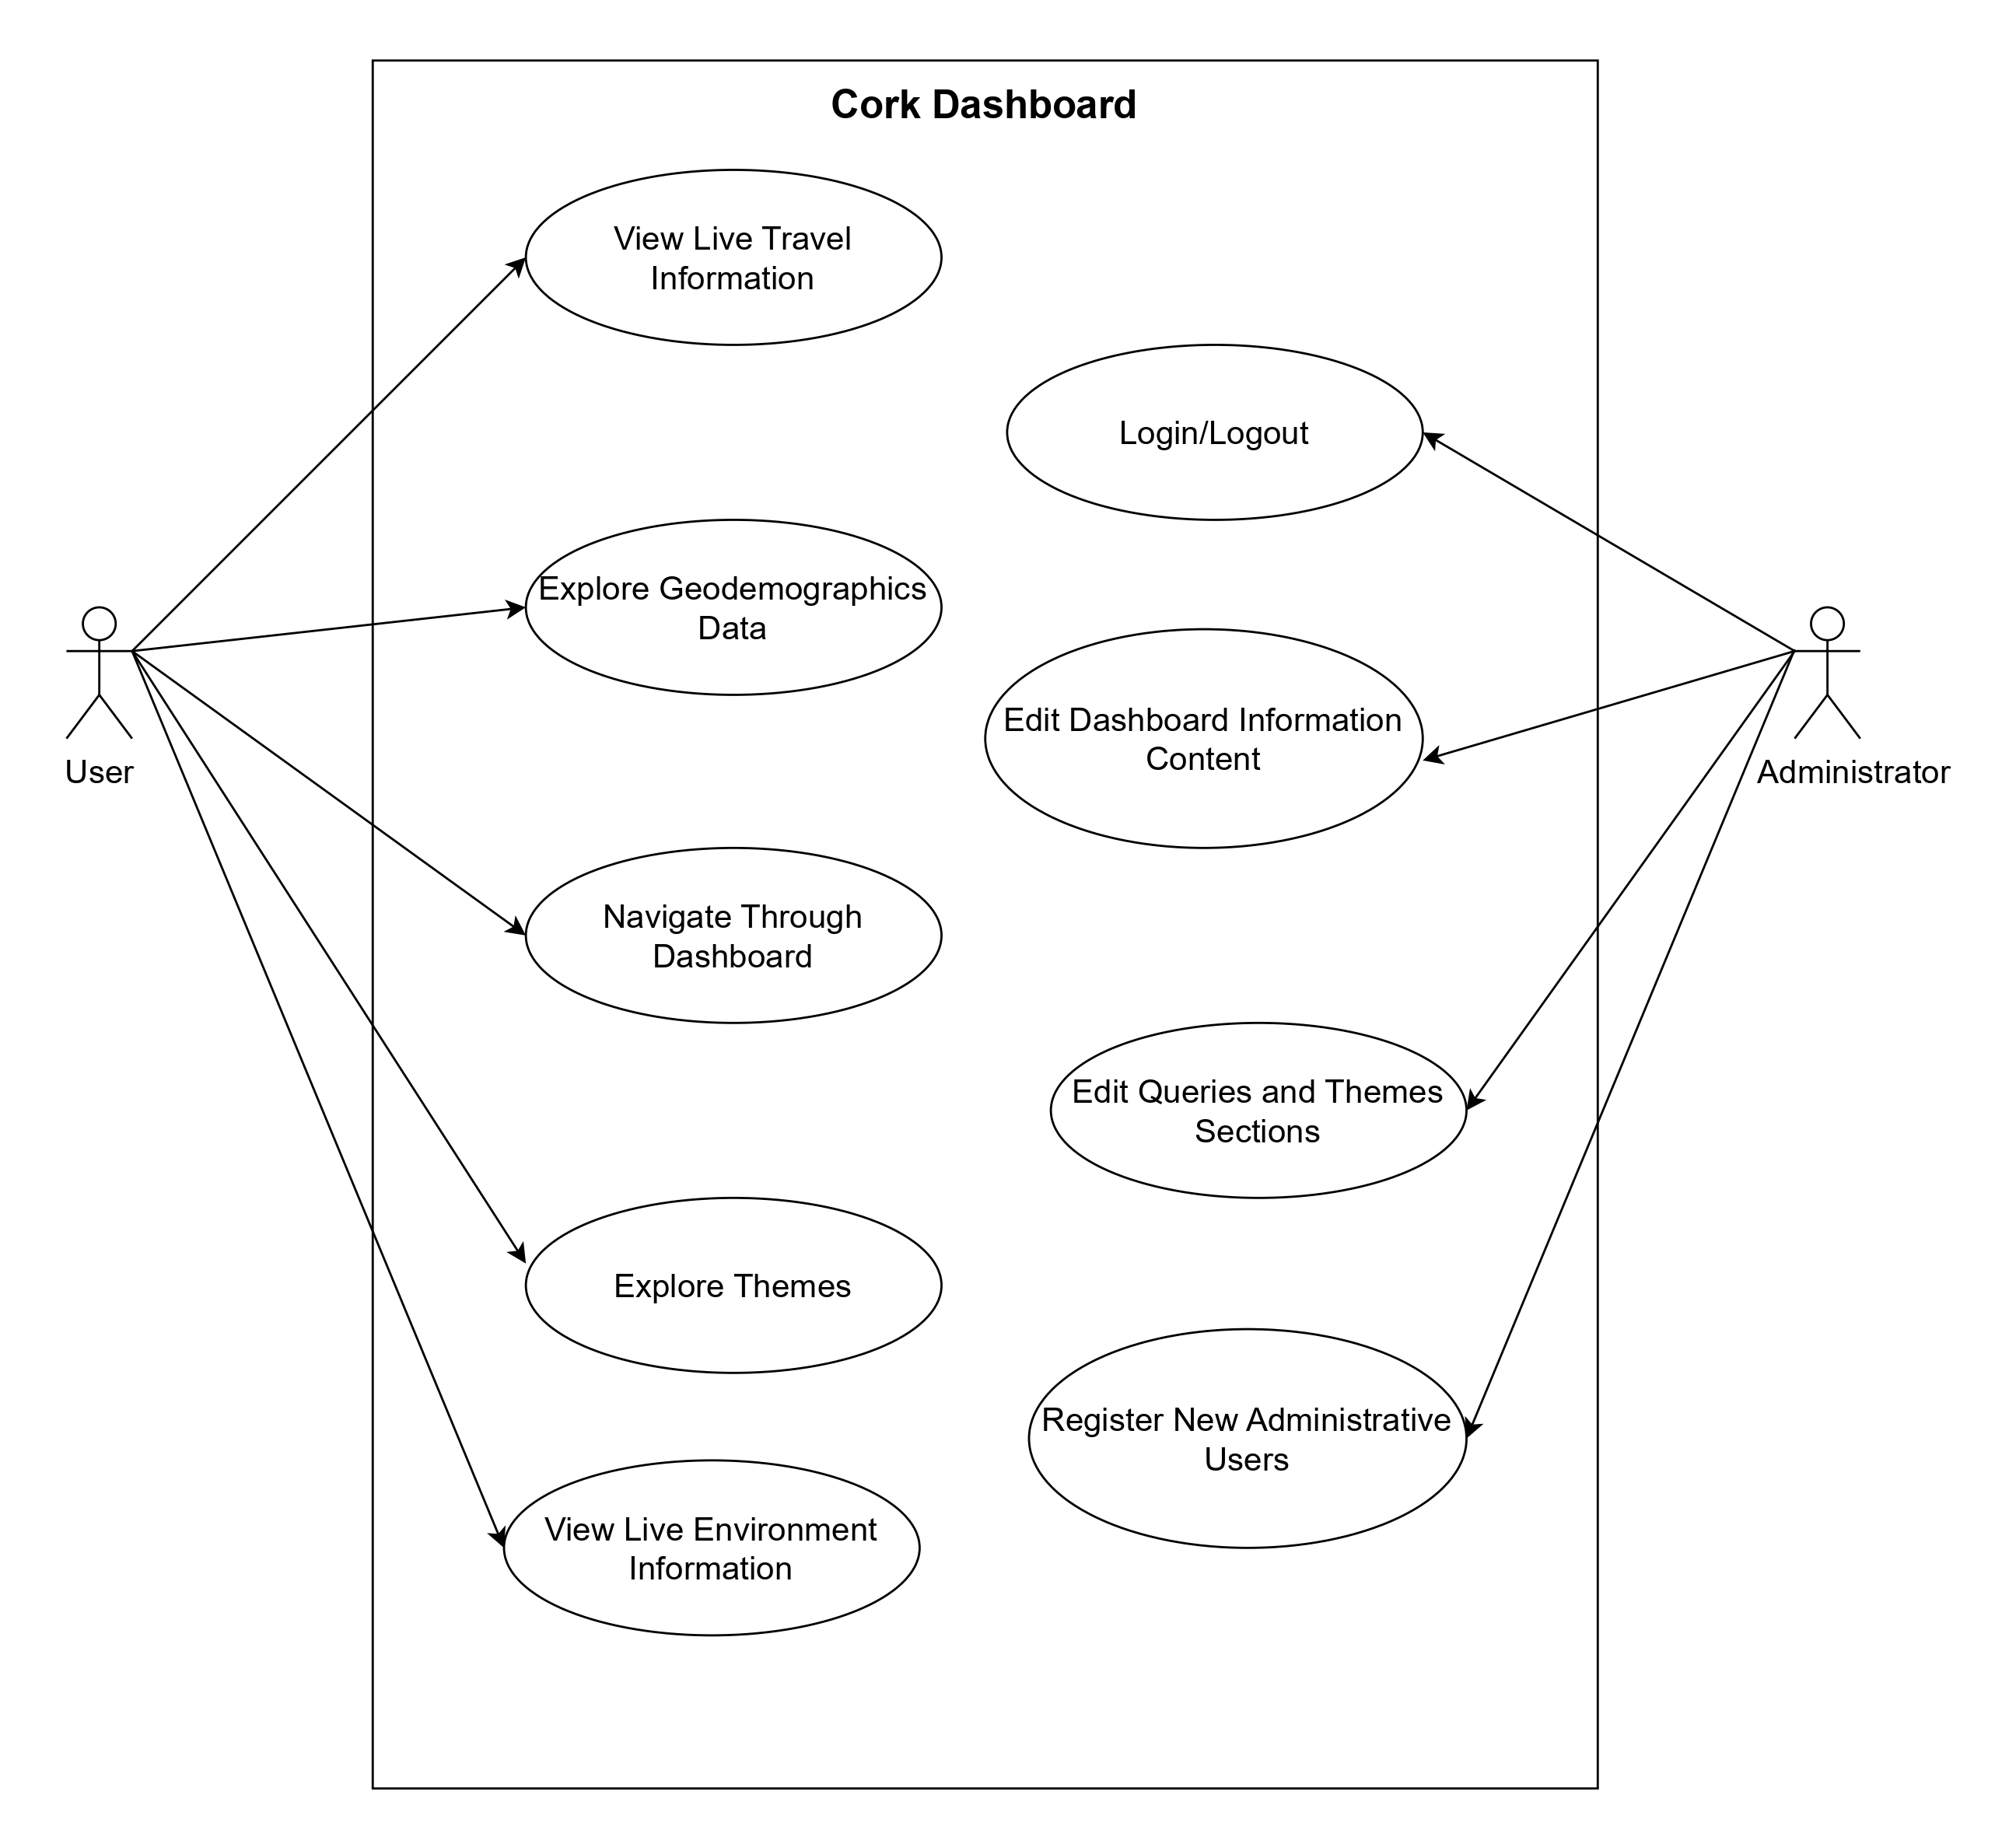 Cork Dashboard
View Live Travel
Information
Login/Logout
Explore Geodemographics
Data
Edit Dashboard Information
Content
User
Administrator
Navigate Through
Dashboard
Edit Queries and Themes
Sections
Explore Themes
Register New Administrative
Users
View Live Environment
Information